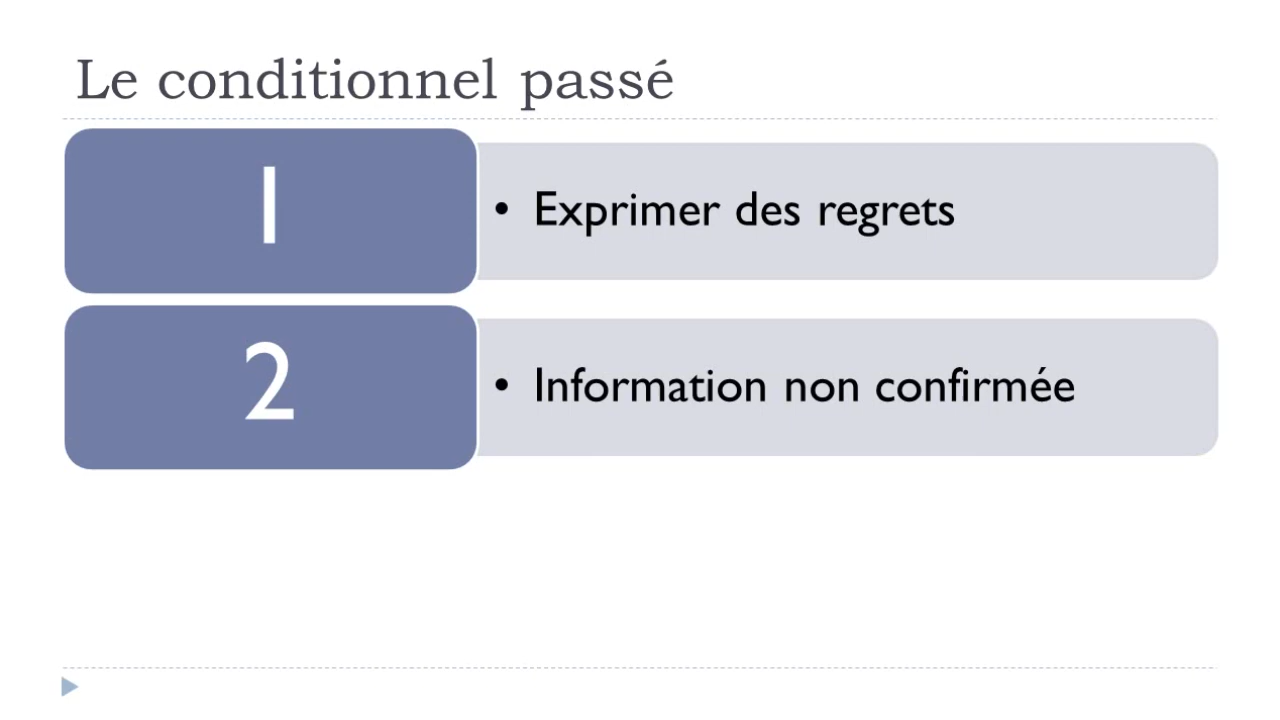 Le conditionnel passé
1
• Exprimer des regrets
2
• Information non confirmée